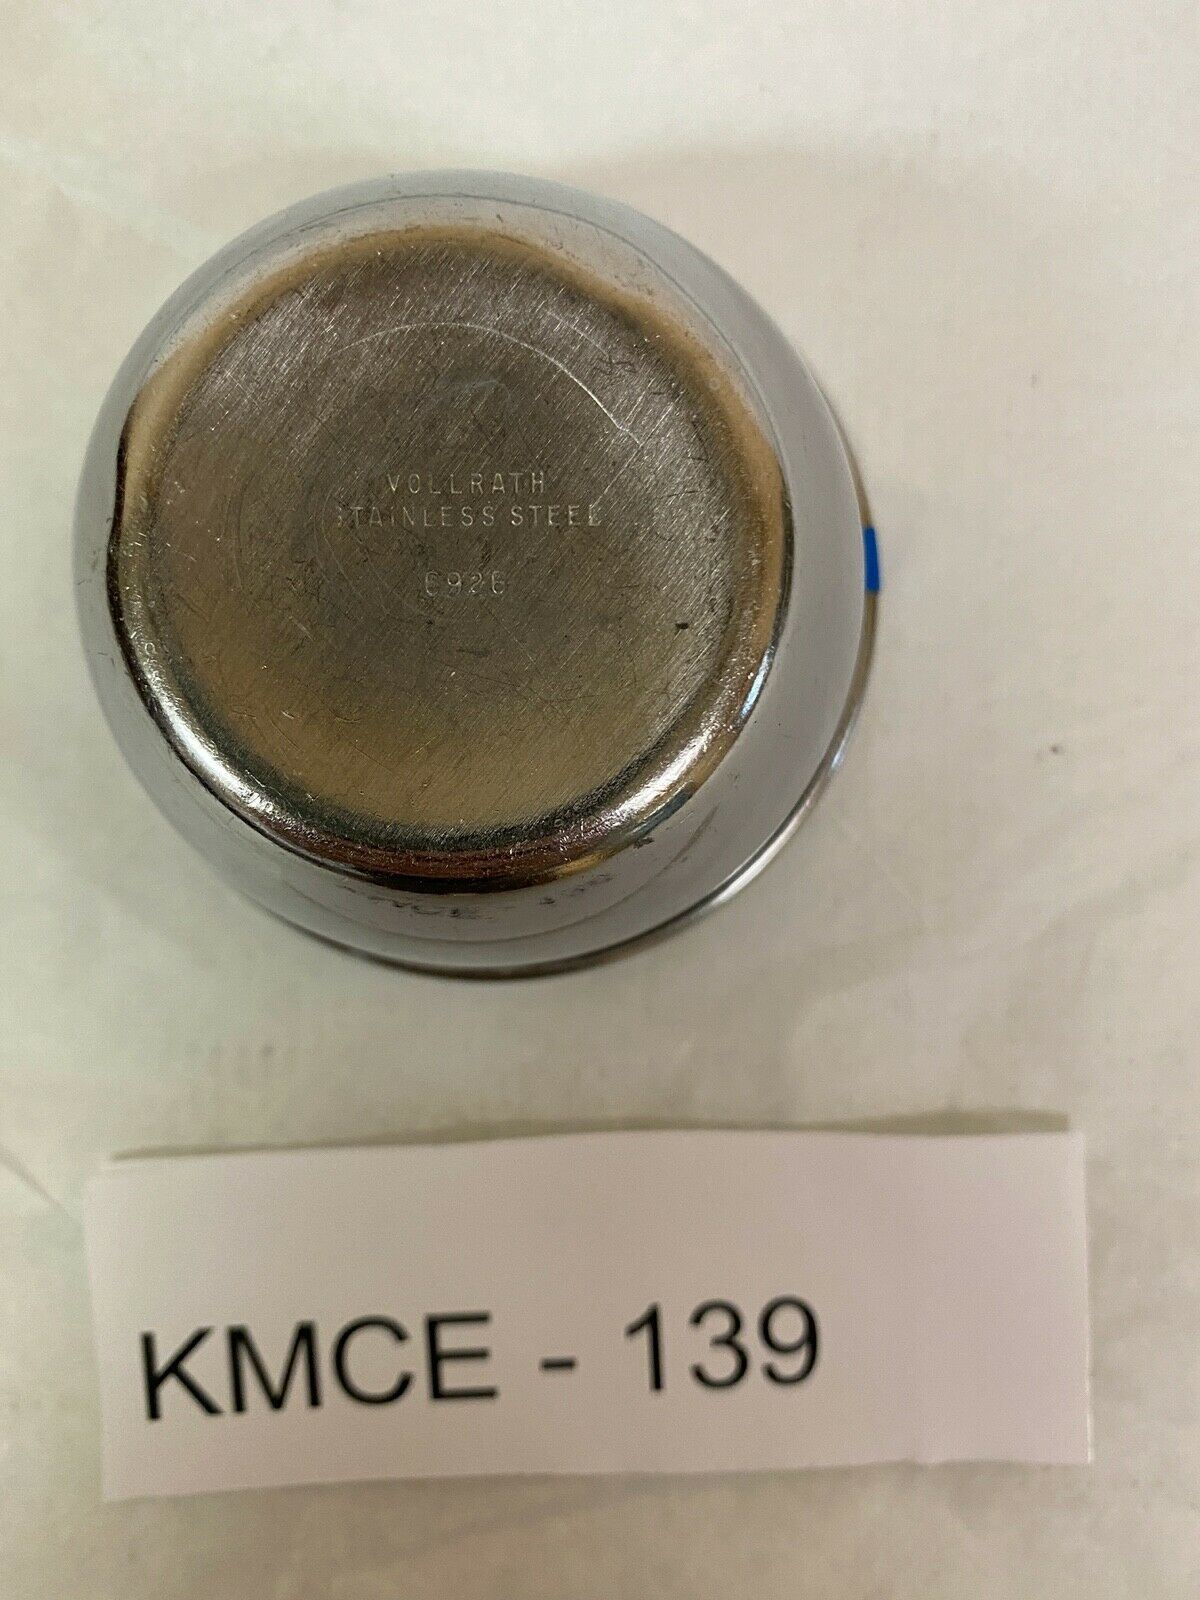 VOLLRATH
STAINLESS STEEL
KMCE - 139